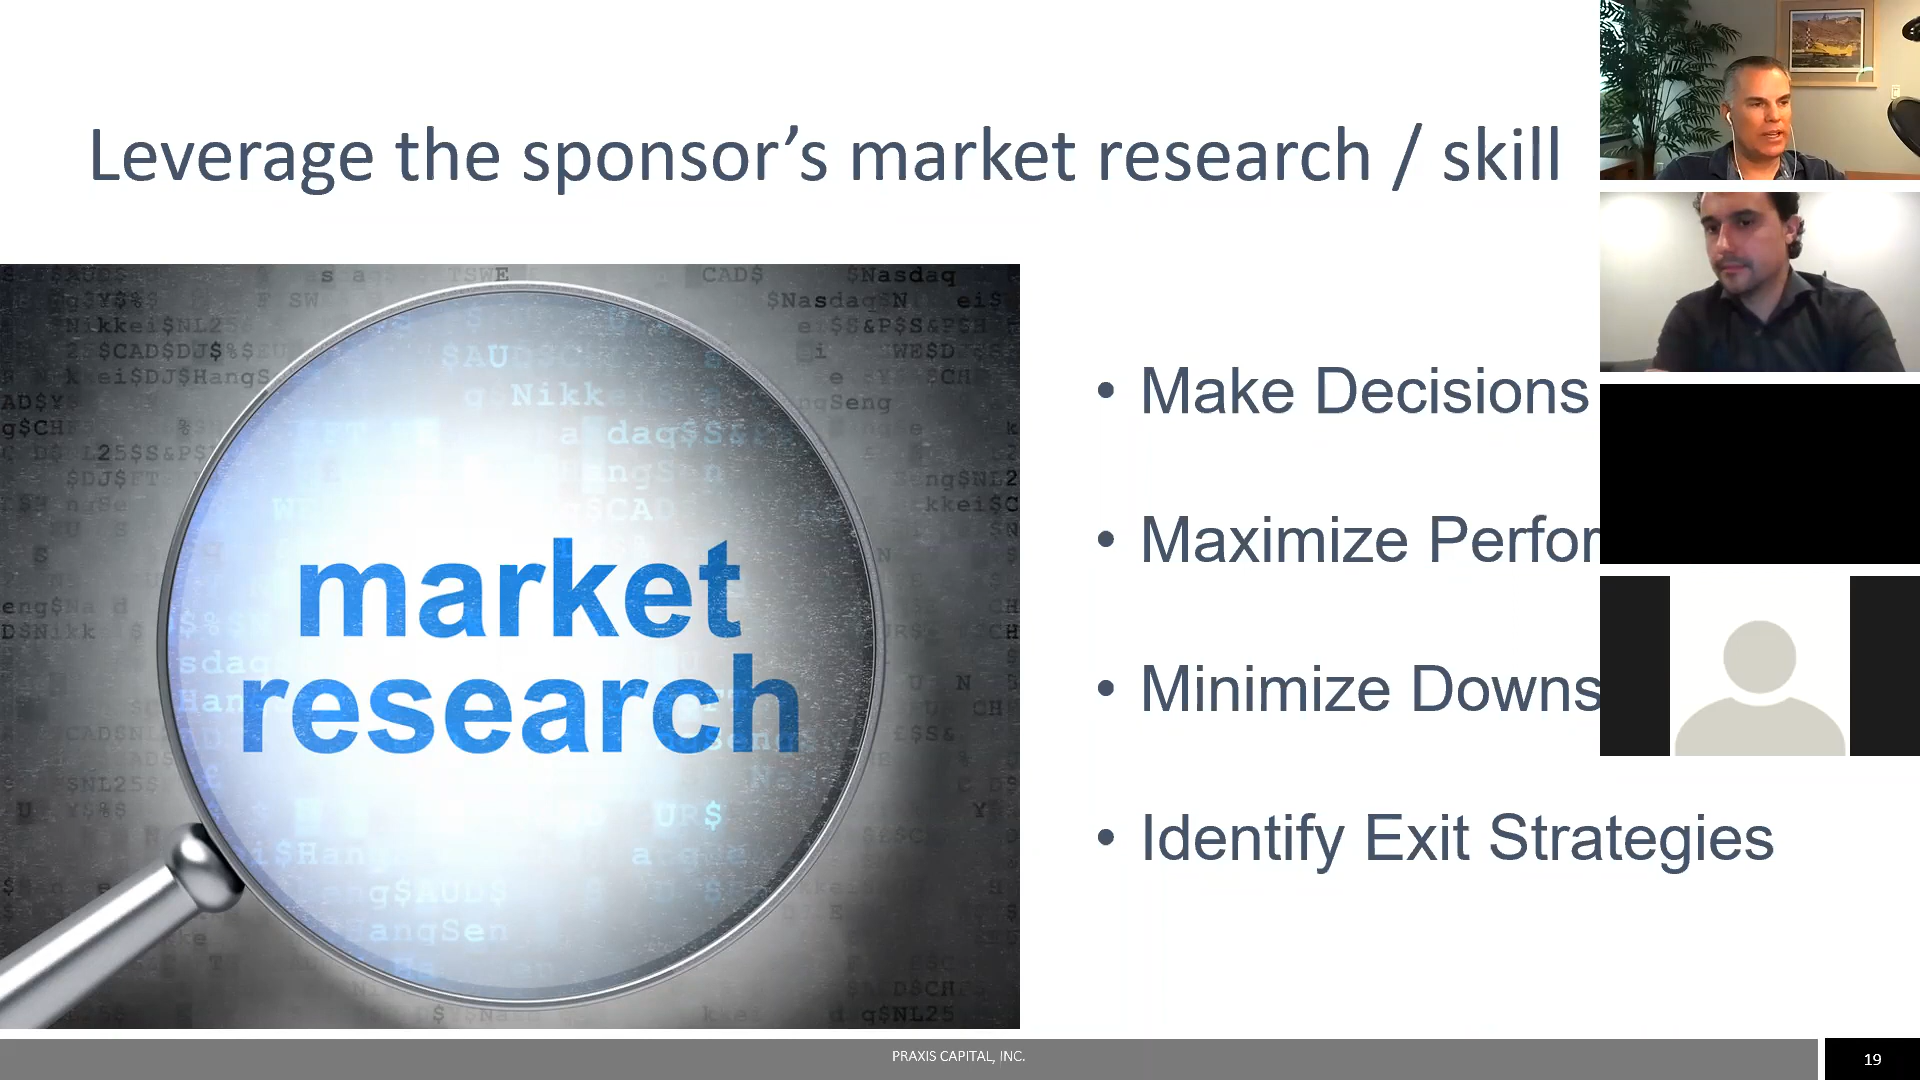 Leverage the sponsor’s market research / skill
market
research
• Make Decisions
• Maximize Perfor
• Minimize Downs
• Identify Exit Strategies
PRAXIS CAPITAL, INC.
19